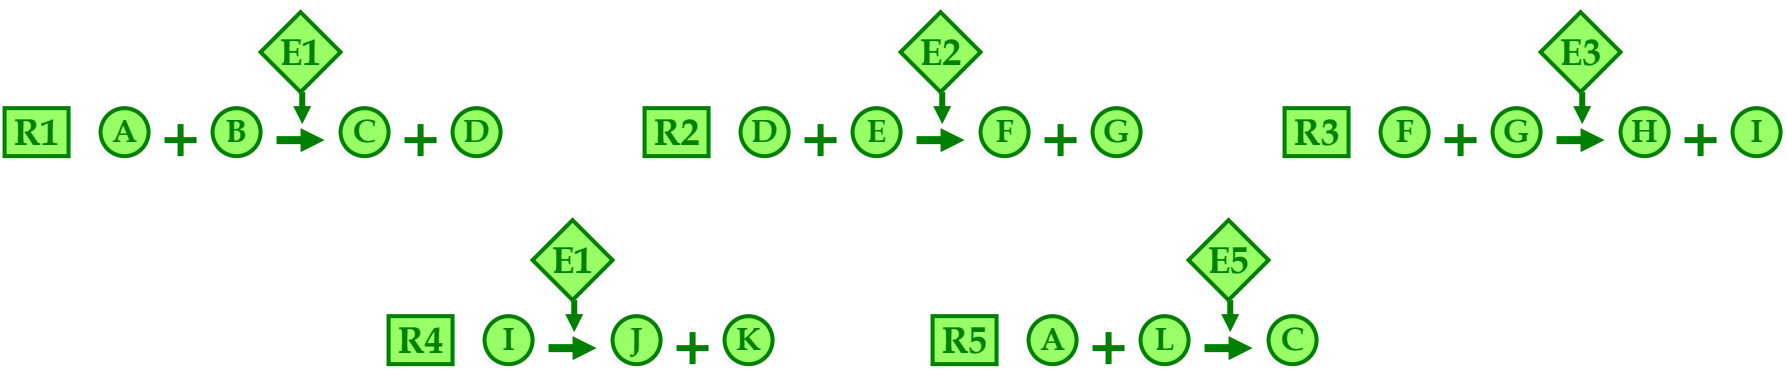 E1 E2 E3
R1 A + B C + D R2 D + E F + G R3 F + G H + I
E1 E5
R4 I J + K R5 A + L C